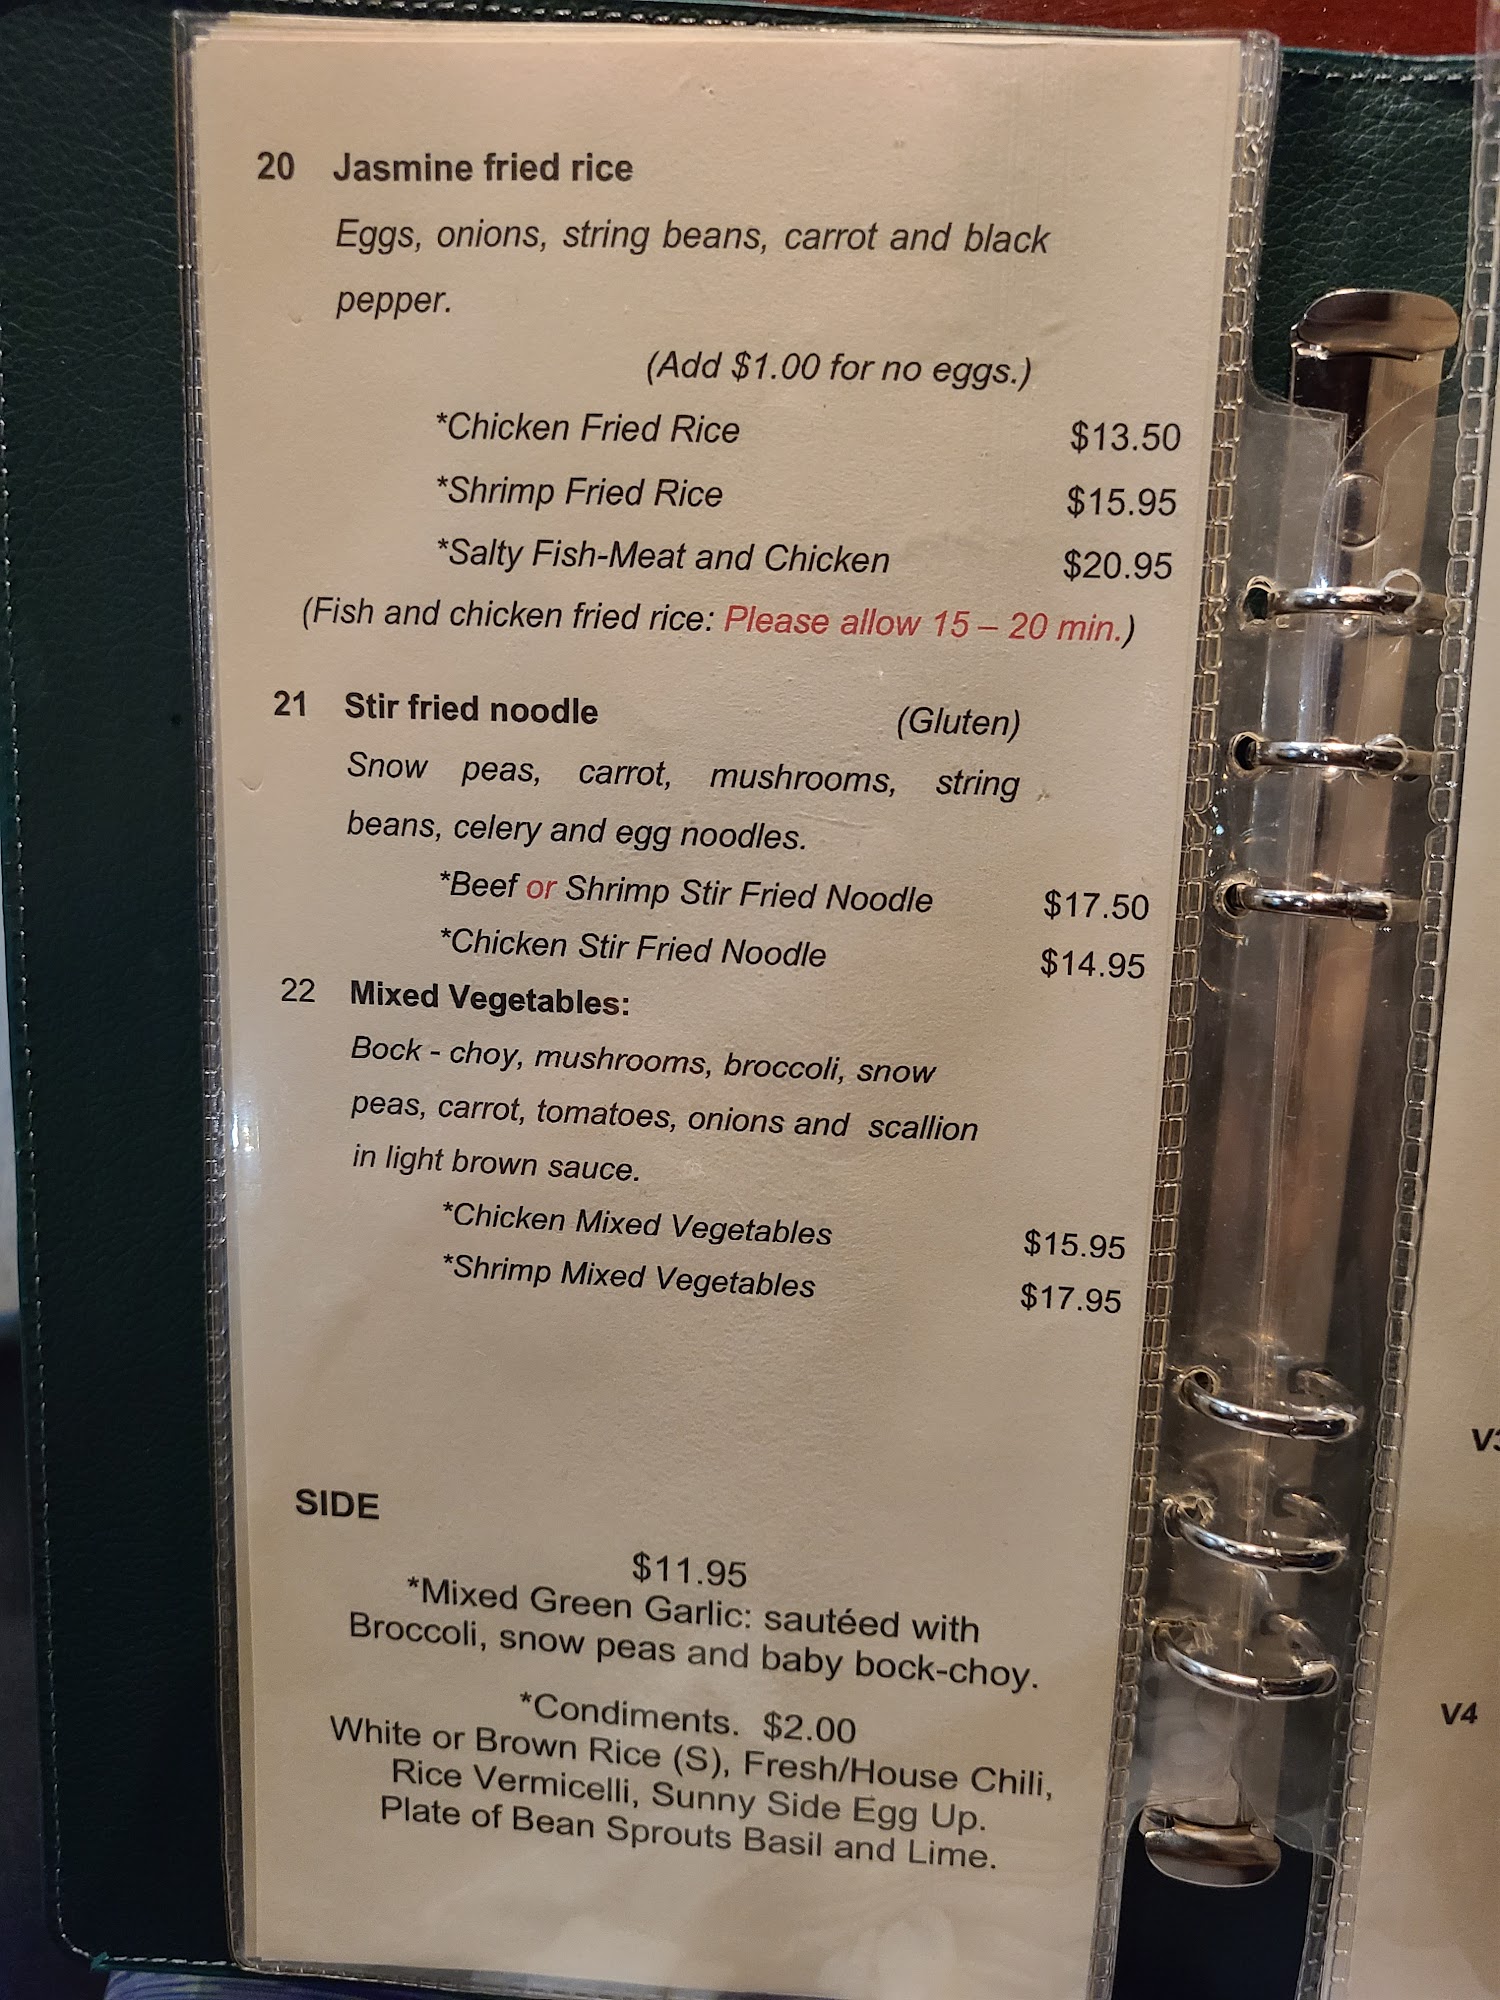 20 Jasmine fried rice
Eggs, onions, string beans, carrot and black
pepper.
(Add $1.00 for no eggs.)
*Chicken Fried Rice $13.50
*Shrimp Fried Rice $15.95
*Salty Fish-Meat and Chicken $20.95
(Fish and chicken fried rice: Please allow 15 – 20 min.)
21 Stir fried noodle (Gluten)
Snow peas, carrot, mushrooms, string
beans, celery and egg noodles.
*Beef or Shrimp Stir Fried Noodle $17.50
*Chicken Stir Fried Noodle $14.95
22 Mixed Vegetables:
Bock - choy, mushrooms, broccoli, snow
peas, carrot, tomatoes, onions and scallion
in light brown sauce.
*Chicken Mixed Vegetables $15.95
*Shrimp Mixed Vegetables $17.95
SIDE
$11.95
*Mixed Green Garlic: sautéed with
Broccoli, snow peas and baby bock-choy.
*Condiments. $2.00
White or Brown Rice (S), Fresh/House Chili,
Rice Vermicelli, Sunny Side Egg Up.
Plate of Bean Sprouts Basil and Lime.
V4